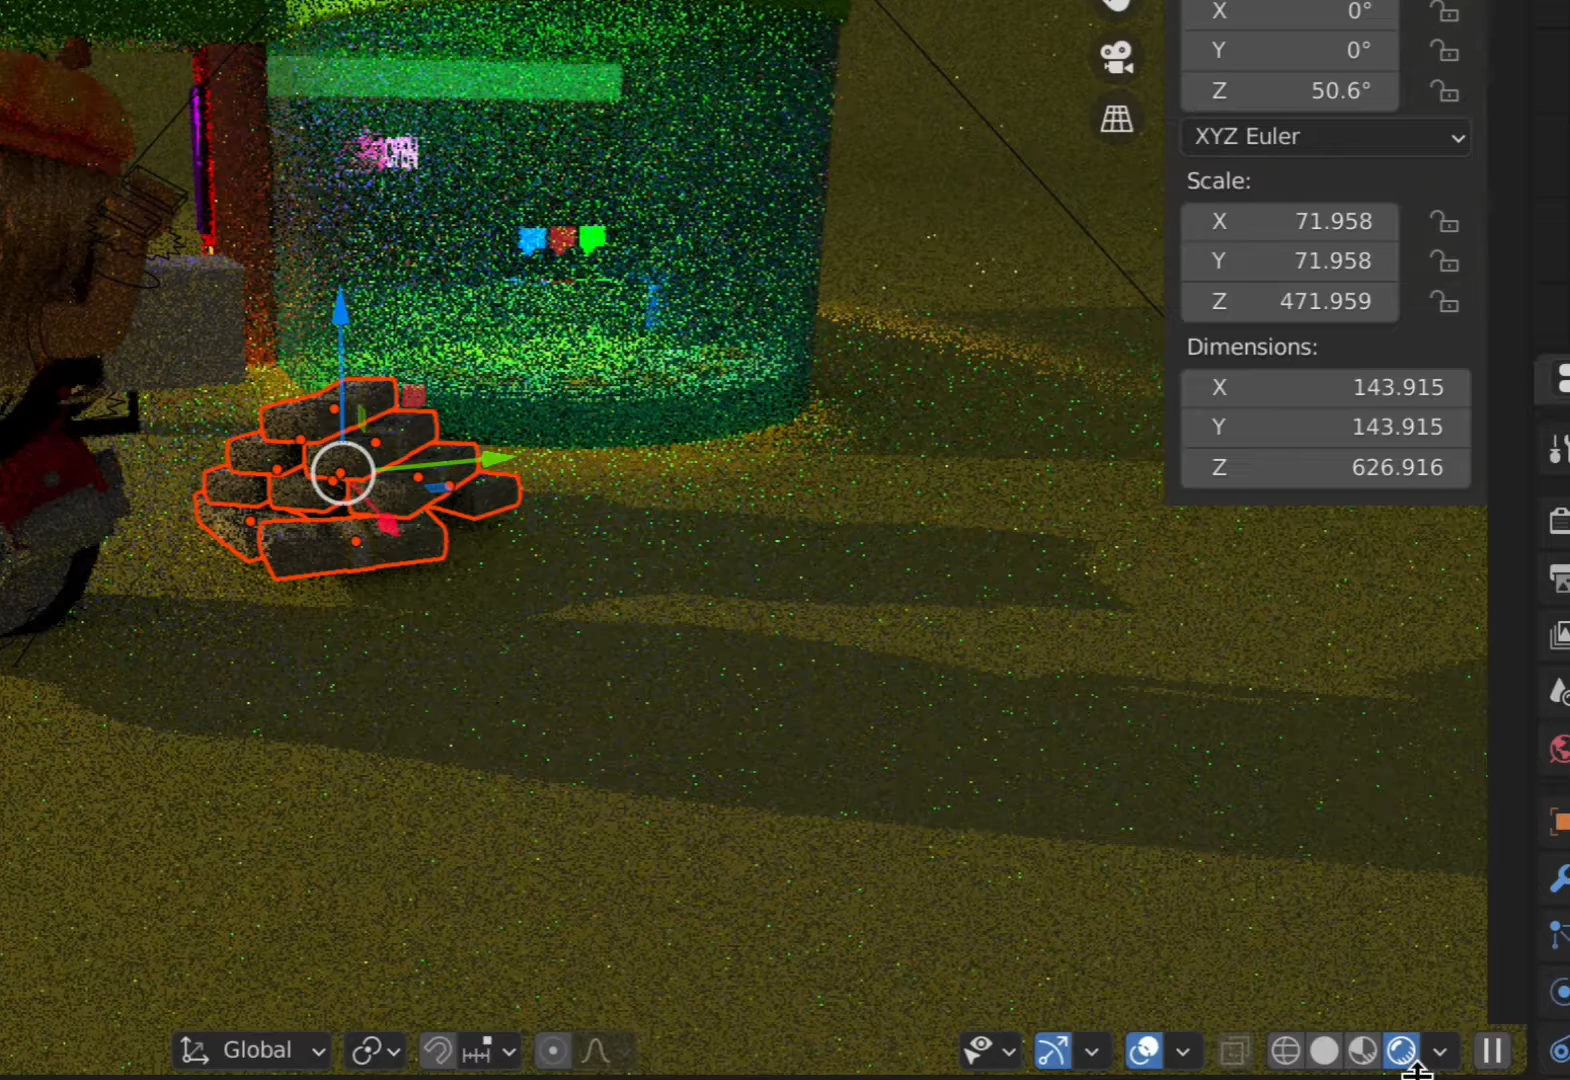 X 0°
Y 0°
Z 50.6°
XYZ Euler
Scale:
X 71.958
Y 71.958
Z 471.959
Dimensions:
X 143.915
Y 143.915
Z 626.916
Global